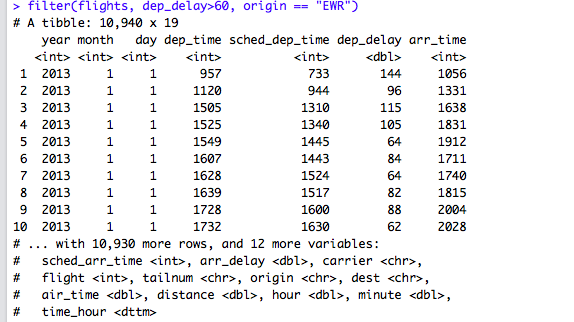 > filter(flights, dep_delay>60, origin == "EWR")
# A tibble: 10,940 x 19
year month day dep_time sched_dep_time dep_delay arr_time
<int> <int> <int> <int> <int> <dbl> <int>
1 2013 1 1 957 733 144 1056
2 2013 1 1 1120 944 96 1331
3 2013 1 1 1505 1310 115 1638
4 2013 1 1 1525 1340 105 1831
5 2013 1 1 1549 1445 64 1912
6 2013 1 1 1607 1443 84 1711
7 2013 1 1 1628 1524 64 1740
8 2013 1 1 1639 1517 82 1815
9 2013 1 1 1728 1600 88 2004
10 2013 1 1 1732 1630 62 2028
# ... with 10,930 more rows, and 12 more variables:
# sched_arr_time <int>, arr_delay <dbl>, carrier <chr>,
# flight <int>, tailnum <chr>, origin <chr>, dest <chr>,
# air_time <dbl>, distance <dbl>, hour <dbl>, minute <dbl>,
# time_hour <dttm>